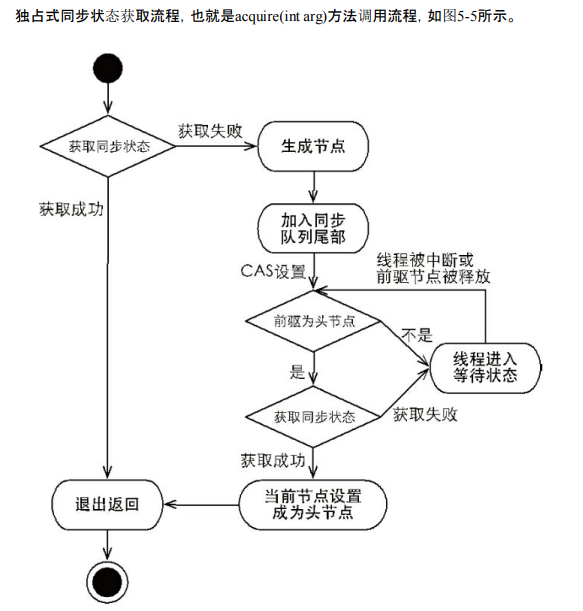 独占式同步状态获取流程，也就是acquire(int arg)方法调用流程，如图5-5所示。
获取同步状态
获取失败
生成节点
获取成功
加入同步
队列尾部
CAS设置
线程被中断或
前驱节点被释放
前驱为头节点
不是
线程进入
等待状态
是
获取同步状态
获取失败
获取成功
退出返回
当前节点设置
成为头节点